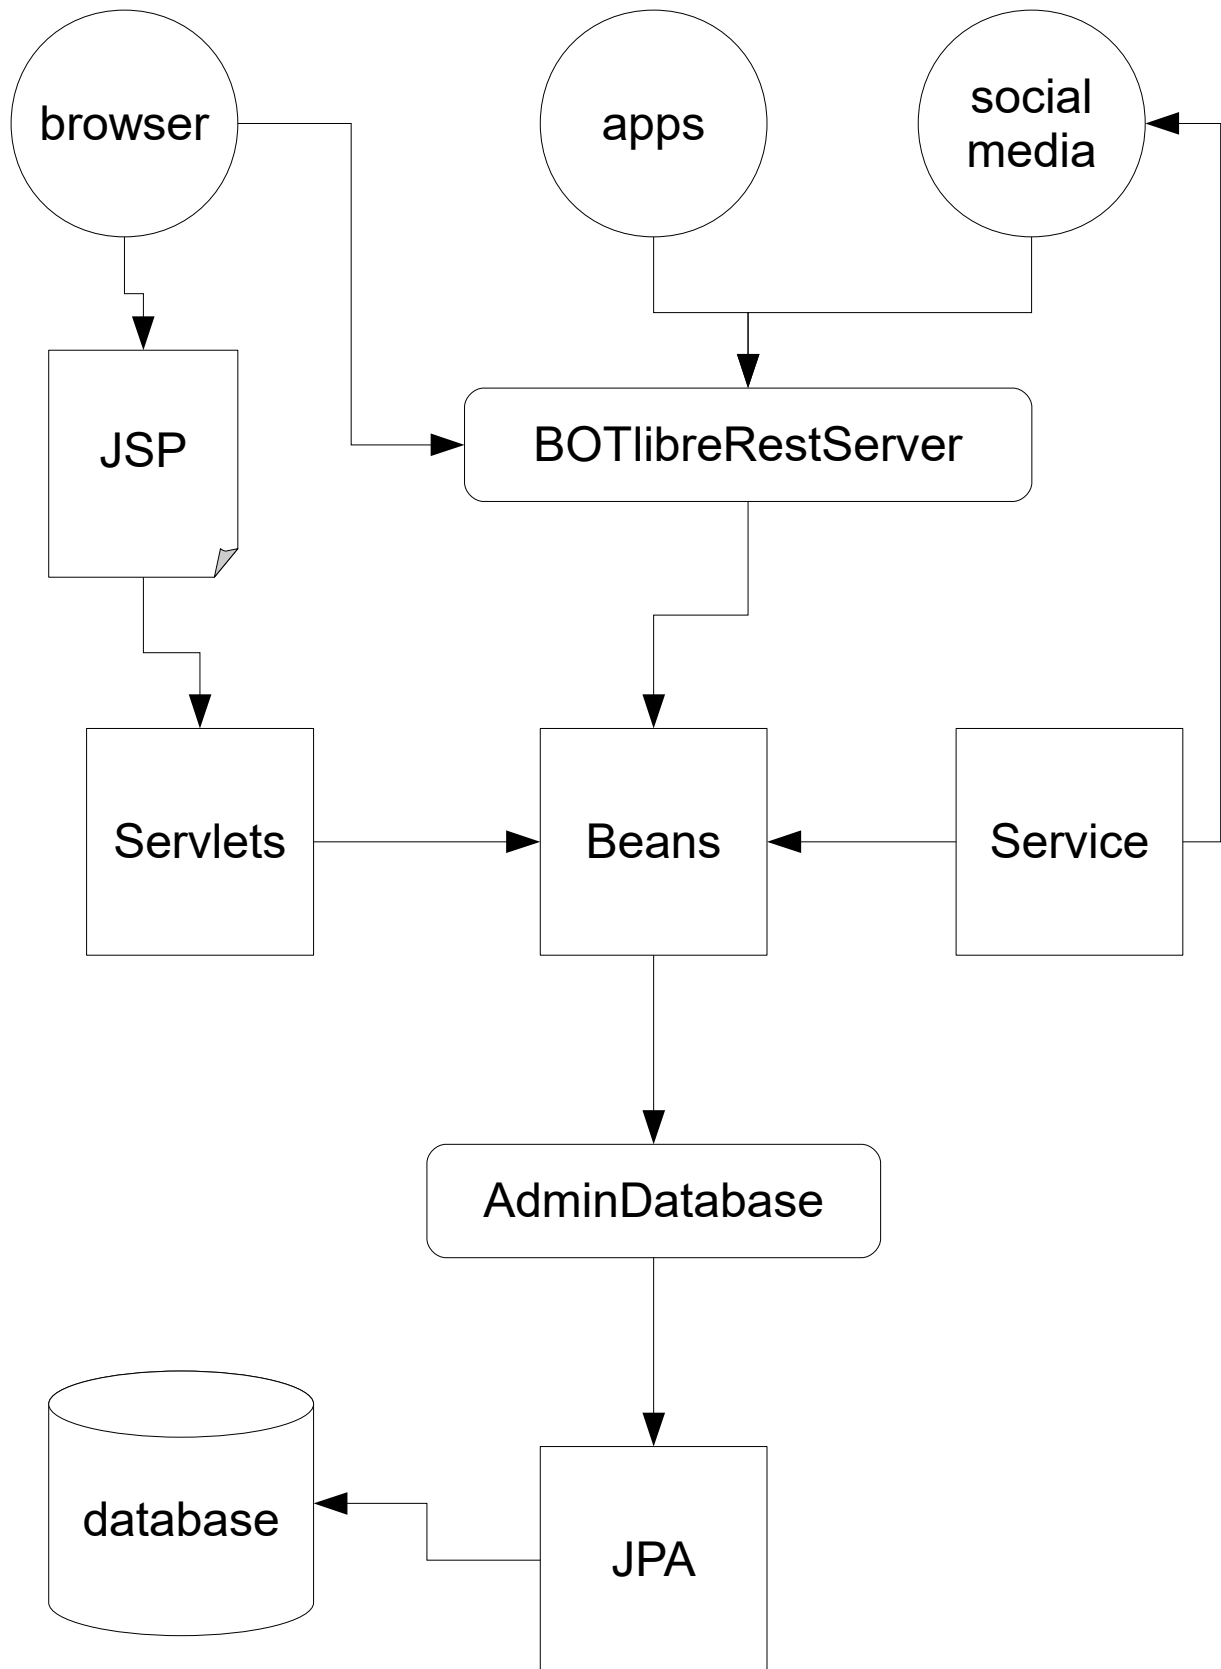 browser
apps
social
media
JSP
BOTlibreRestServer
Servlets
Beans
Service
AdminDatabase
database
JPA